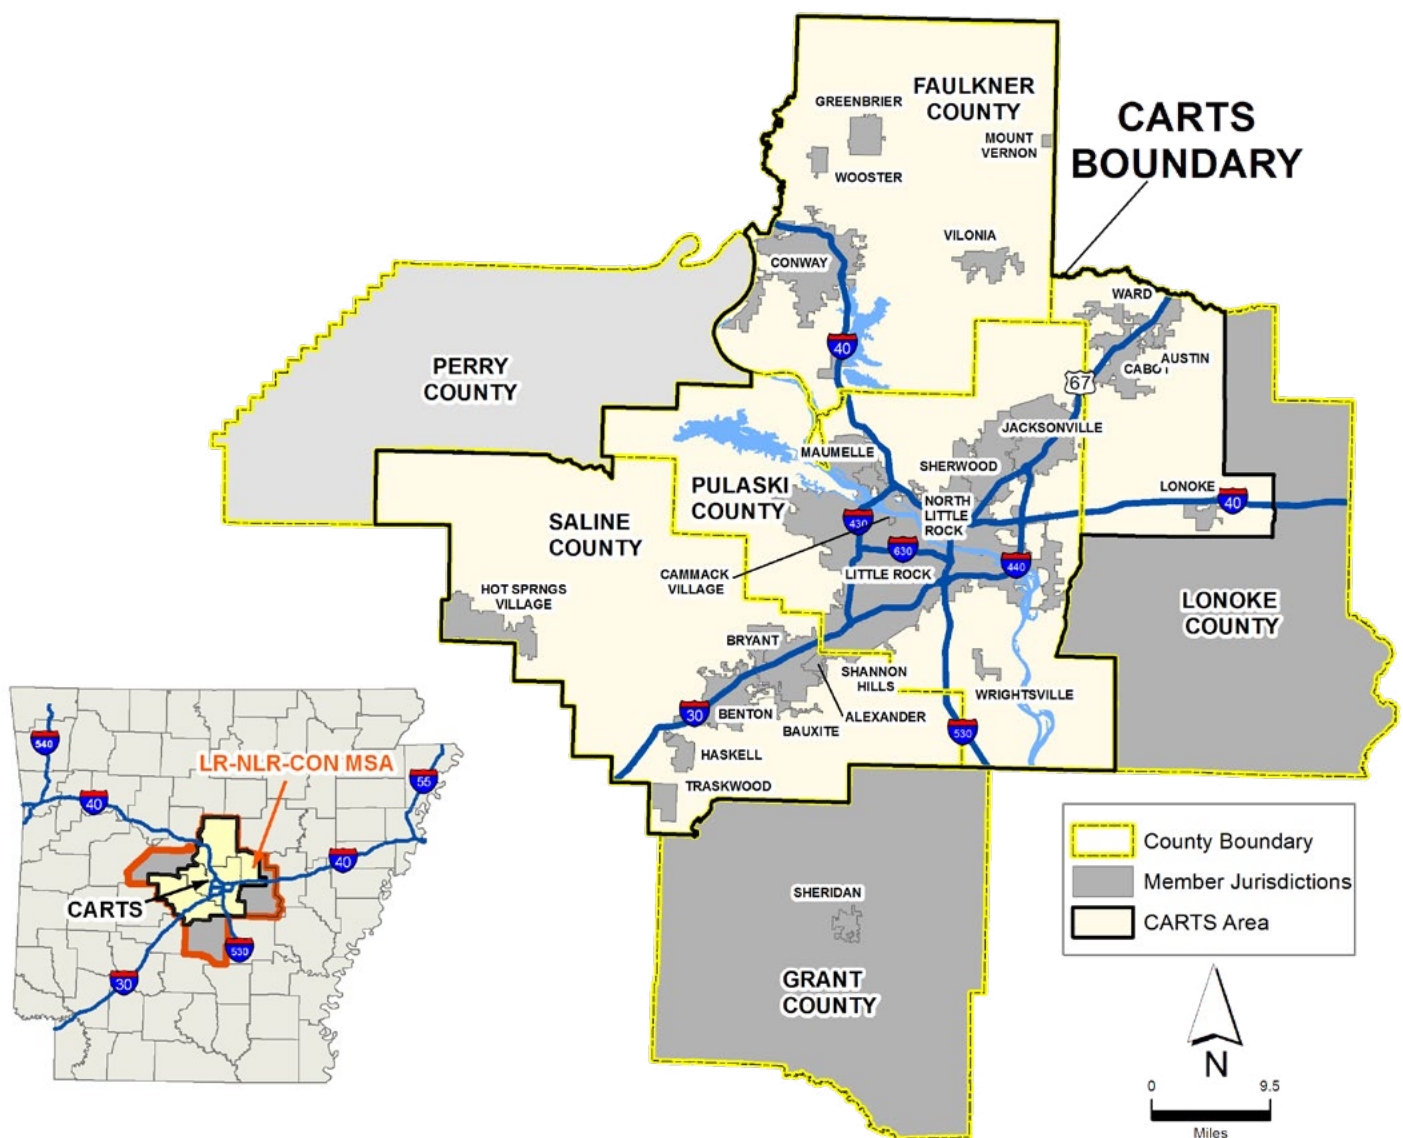 FAULKNER
COUNTY
GREENBRIER
MOUNT
VERNON
WOOSTER
CARTS
BOUNDARY
VILONIA
CONWAY
WARD
40
AUSTIN
CABOT
67
PERRY
COUNTY
JACKSONVILLE
MAUMELLE
SHERWOOD
PULASKI
COUNTY
NORTH
LITTLE
ROCK
LONOKE
40
SALINE
COUNTY
430
630
440
CAMMACK
VILLAGE
LITTLE ROCK
HOT SPRNGS
VILLAGE
LONOKE
COUNTY
BRYANT
SHANNON
HILLS
WRIGHTSVILLE
30
BENTON
ALEXANDER
BAUXITE
530
HASKELL
TRASKWOOD
SHERIDAN
GRANT
COUNTY
540
LR-NLR-CON MSA
55
40
40
CARTS
530
30
County Boundary
Member Jurisdictions
CARTS Area
N
0 9.5
Miles